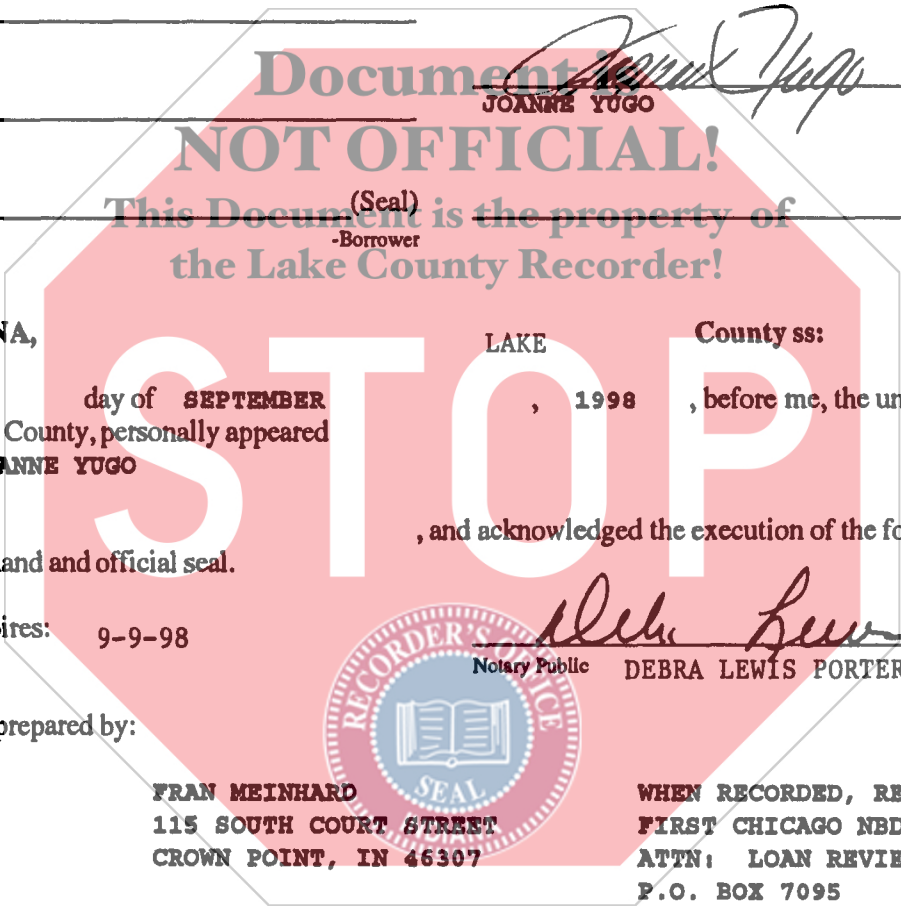 Document is
Joanne Yugo
JOANNE YUGO
NOT OFFICIAL!
(Seal)
This Document is the property of
-Borrower
the Lake County Recorder!
NA, LAKE County ss:
STOP
day of SEPTEMBER , 1998 , before me, the un
County, personally appeared
ANNE YUGO
, and acknowledged the execution of the fo
and and official seal.
ires: 9-9-98
Notary Public DEBRA LEWIS PORTER
RECORDER'S OFFICE
SEAL
INDIANA
prepared by:
FRAN MEINHARD WHEN RECORDED, RE
115 SOUTH COURT STREET FIRST CHICAGO NBD
CROWN POINT, IN 46307 ATTN: LOAN REVIE
P.O. BOX 7095